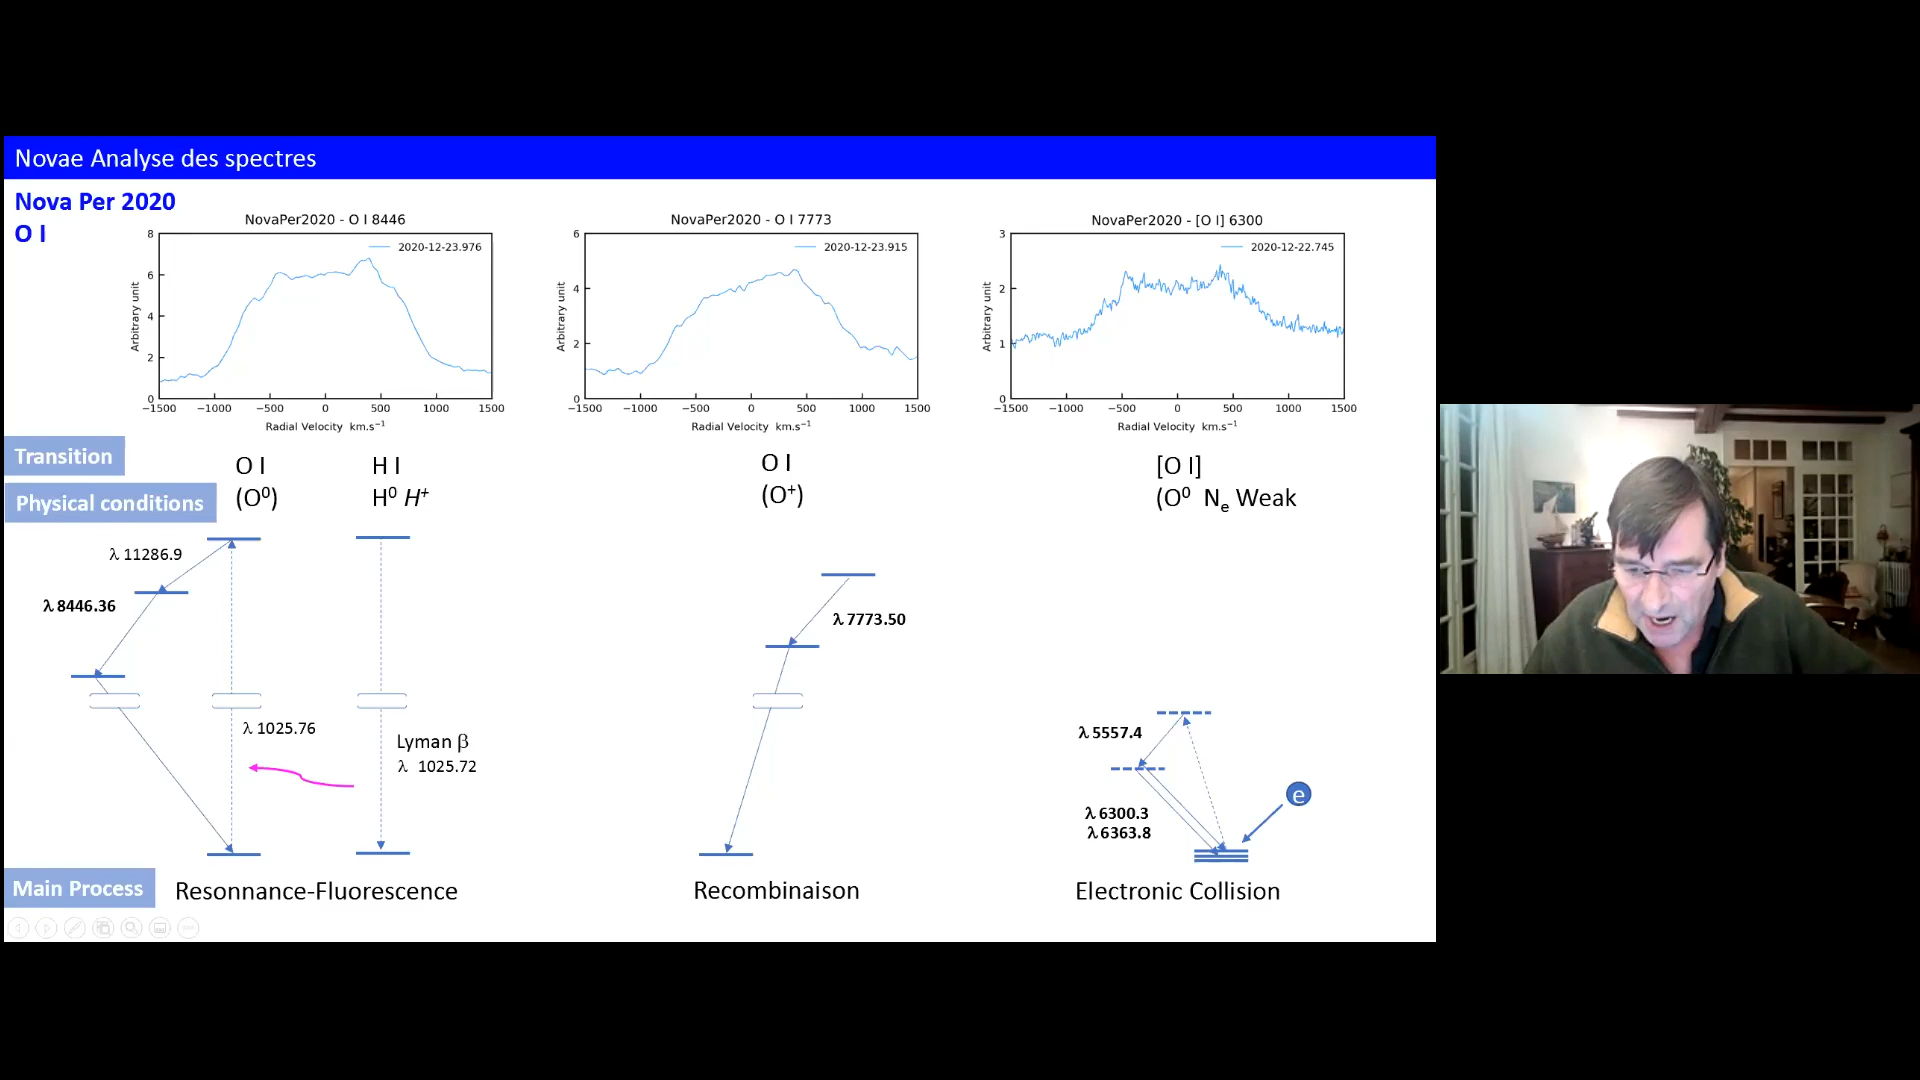 Novae Analyse des spectres
Nova Per 2020
O I
NovaPer2020 - O I 8446
2020-12-23.976
Arbitrary unit
8
6
4
2
0
−1500 −1000 −500 0 500 1000 1500
Radial Velocity km.s⁻¹
NovaPer2020 - O I 7773
2020-12-23.915
Arbitrary unit
6
4
2
0
−1500 −1000 −500 0 500 1000 1500
Radial Velocity km.s⁻¹
NovaPer2020 - [O I] 6300
2020-12-22.745
Arbitrary unit
3
2
1
0
−1500 −1000 −500 0 500 1000 1500
Radial Velocity km.s⁻¹
Transition
O I
H I
O I
[O I]
Physical conditions
(O⁰)
H⁰ H⁺
(O⁺)
(O⁰ Nₑ Weak
λ 11286.9
λ 8446.36
λ 1025.76
Lyman β
λ 1025.72
λ 7773.50
λ 5557.4
λ 6300.3
λ 6363.8
e
Main Process
Resonnance-Fluorescence
Recombinaison
Electronic Collision